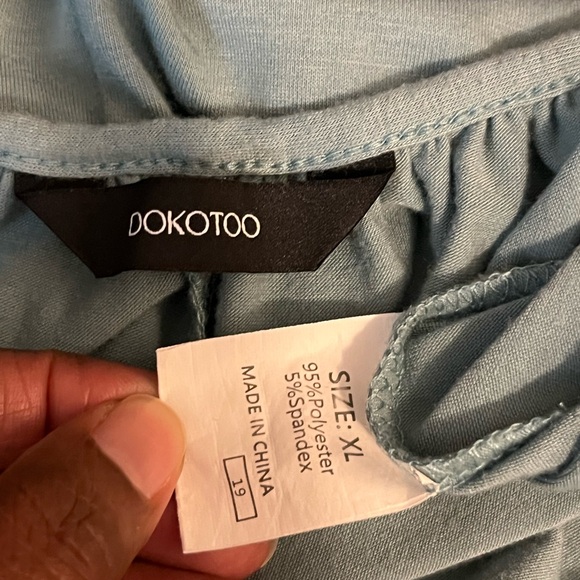 DOKOTOO
SIZE: XL
95%Polyester
5%Spandex
MADE IN CHINA
19